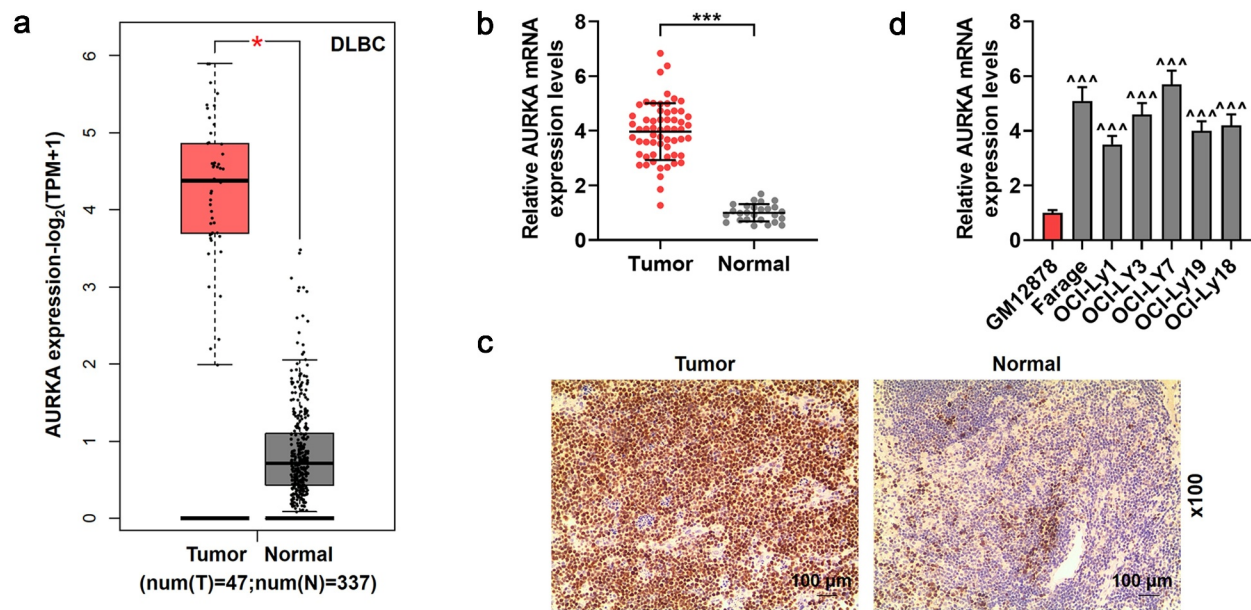 a
DLBC
*
AURKA expression-log2(TPM+1)
6
5
4
3
2
1
0
Tumor Normal
(num(T)=47;num(N)=337)
b
***
Relative AURKA mRNA
expression levels
8
6
4
2
0
Tumor Normal
d
Relative AURKA mRNA
expression levels
8
6
4
2
0
^^^ ^^^ ^^^ ^^^ ^^^ ^^^
GM12878
Farage
OCI-Ly1
OCI-LY3
OCI-LY7
OCI-Ly19
OCI-Ly18
c
Tumor Normal
100 μm 100 μm
x100